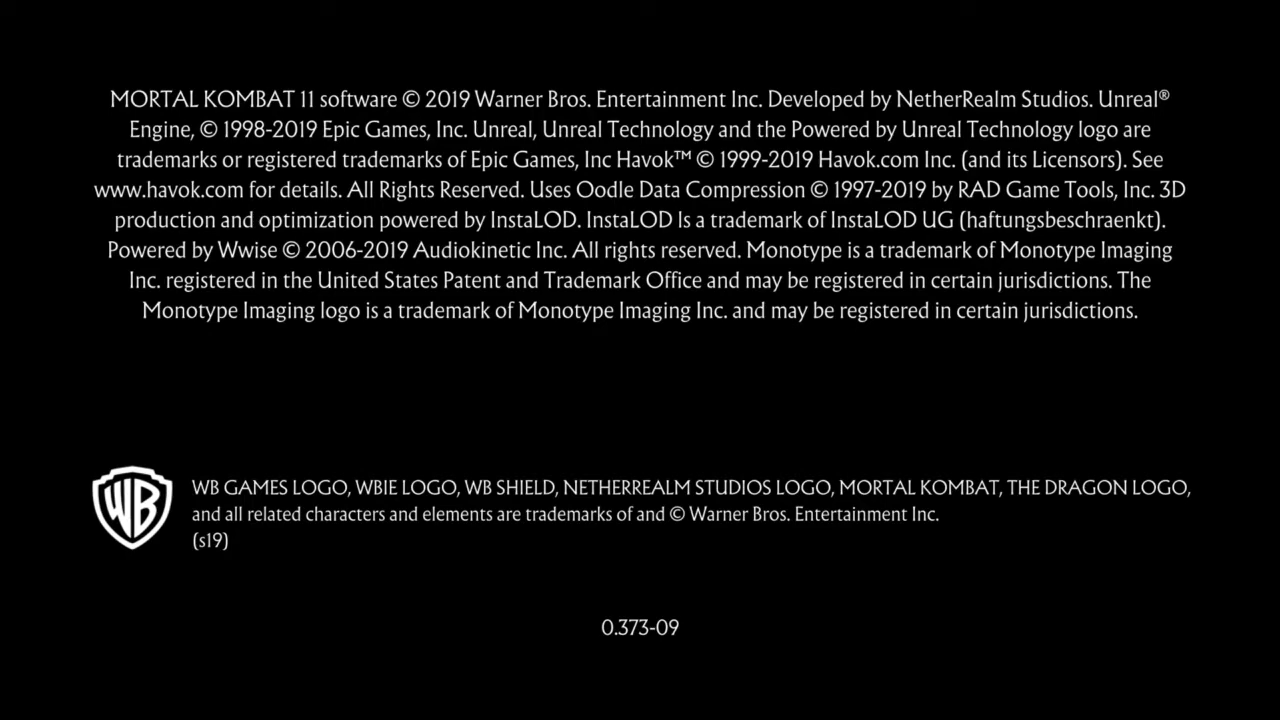 MORTAL KOMBAT 11 software © 2019 Warner Bros. Entertainment Inc. Developed by NetherRealm Studios. Unreal®
Engine, © 1998-2019 Epic Games, Inc. Unreal, Unreal Technology and the Powered by Unreal Technology logo are
trademarks or registered trademarks of Epic Games, Inc Havok™ © 1999-2019 Havok.com Inc. (and its Licensors). See
www.havok.com for details. All Rights Reserved. Uses Oodle Data Compression © 1997-2019 by RAD Game Tools, Inc. 3D
production and optimization powered by InstaLOD. InstaLOD Is a trademark of InstaLOD UG (haftungsbeschraenkt).
Powered by Wwise © 2006-2019 Audiokinetic Inc. All rights reserved. Monotype is a trademark of Monotype Imaging
Inc. registered in the United States Patent and Trademark Office and may be registered in certain jurisdictions. The
Monotype Imaging logo is a trademark of Monotype Imaging Inc. and may be registered in certain jurisdictions.
WB
WB GAMES LOGO, WBIE LOGO, WB SHIELD, NETHERREALM STUDIOS LOGO, MORTAL KOMBAT, THE DRAGON LOGO,
and all related characters and elements are trademarks of and © Warner Bros. Entertainment Inc.
(s19)
0.373-09